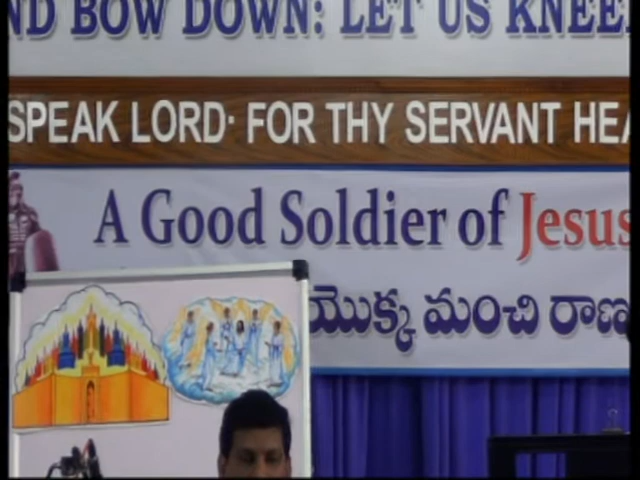 ND BOW DOWN: LET US KNEE
SPEAK LORD· FOR THY SERVANT HEA
A Good Soldier of Jesus
యొక్క మంచి రాణ